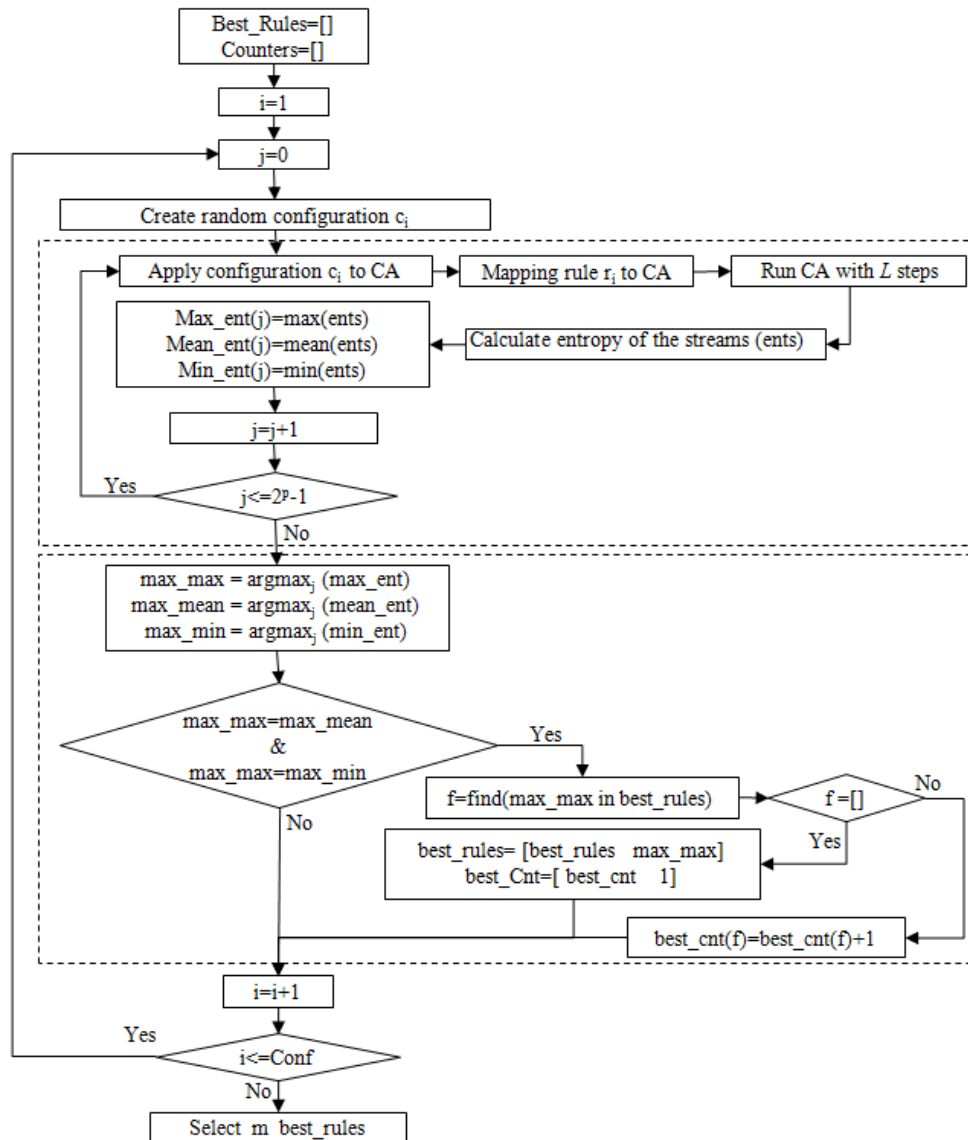 Best_Rules=[]
Counters=[]
i=1
j=0
Create random configuration cᵢ
Apply configuration cᵢ to CA
Mapping rule rᵢ to CA
Run CA with L steps
Calculate entropy of the streams (ents)
Max_ent(j)=max(ents)
Mean_ent(j)=mean(ents)
Min_ent(j)=min(ents)
j=j+1
Yes
j<=2ᵖ-1
No
max_max = argmaxⱼ (max_ent)
max_mean = argmaxⱼ (mean_ent)
max_min = argmaxⱼ (min_ent)
max_max=max_mean
&
max_max=max_min
Yes
f=find(max_max in best_rules)
f =[]
No
No
Yes
best_rules= [best_rules max_max]
best_Cnt=[ best_cnt 1]
best_cnt(f)=best_cnt(f)+1
i=i+1
Yes
i<=Conf
No
Select m best_rules